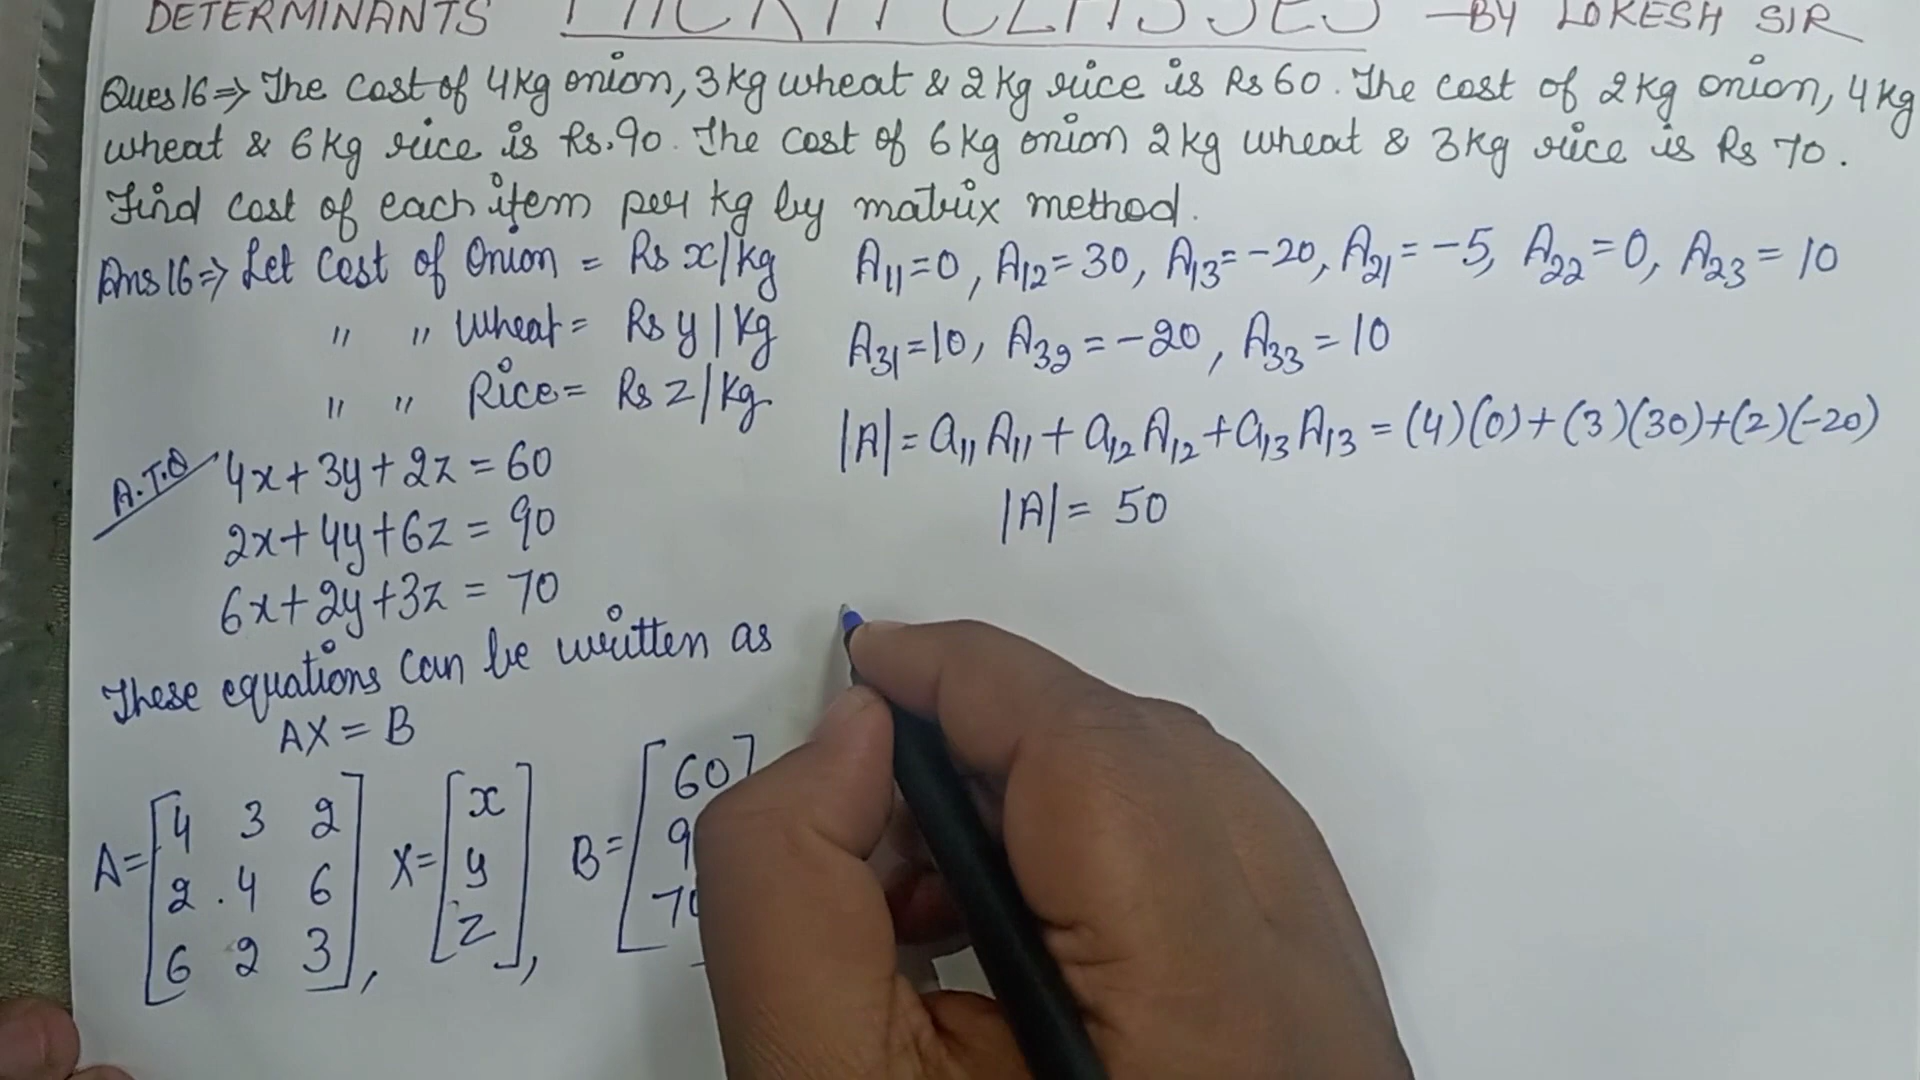 DETERMINANTS CLASSES - BY LOKESH SIR
Ques 16 => The Cost of 4kg onion, 3kg wheat & 2kg rice is Rs 60. The cost of 2kg onion, 4kg
wheat & 6kg rice is Rs. 90. The cost of 6kg onion 2kg wheat & 3kg rice is Rs 70.
Find cost of each item per kg by matrix method.
Ans 16 => Let Cost of Onion = Rs x/kg
" " Wheat = Rs y/kg
" " Rice = Rs z/kg
A.T.Q 4x + 3y + 2z = 60
2x + 4y + 6z = 90
6x + 2y + 3z = 70
These equations can be written as
AX = B
A = [4 3 2
2 . 4 6
6 2 3], X = [x
y
z], B = [60]
70
A11 = 0, A12 = 30, A13 = -20, A21 = -5, A22 = 0, A23 = 10
A31 = 10, A32 = -20, A33 = 10
|A| = a11 A11 + a12 A12 + a13 A13 = (4)(0) + (3)(30) + (2)(-20)
|A| = 50